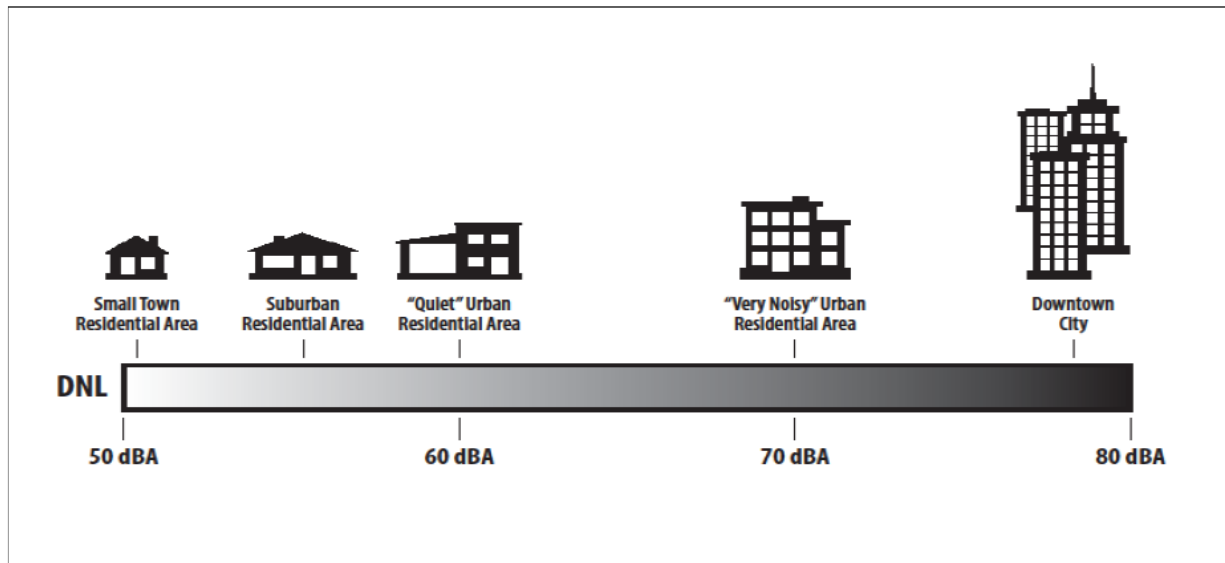 Small Town
Residential Area
Suburban
Residential Area
“Quiet” Urban
Residential Area
“Very Noisy” Urban
Residential Area
Downtown
City
DNL
50 dBA
60 dBA
70 dBA
80 dBA